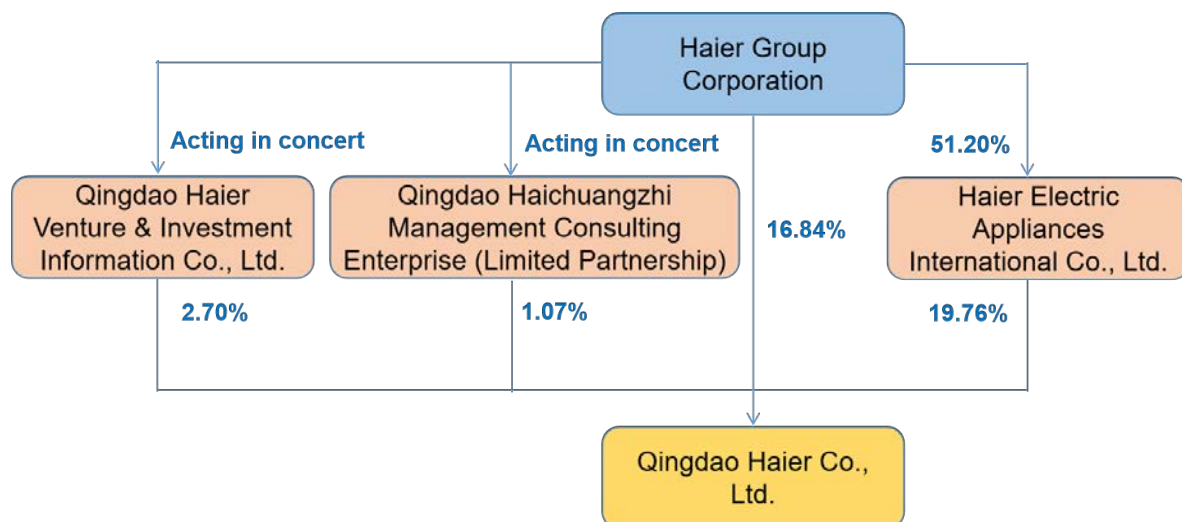 Haier Group
Corporation
Acting in concert
Acting in concert
51.20%
Qingdao Haier
Venture & Investment
Information Co., Ltd.
Qingdao Haichuangzhi
Management Consulting
Enterprise (Limited Partnership)
16.84%
Haier Electric
Appliances
International Co., Ltd.
2.70%
1.07%
19.76%
Qingdao Haier Co.,
Ltd.